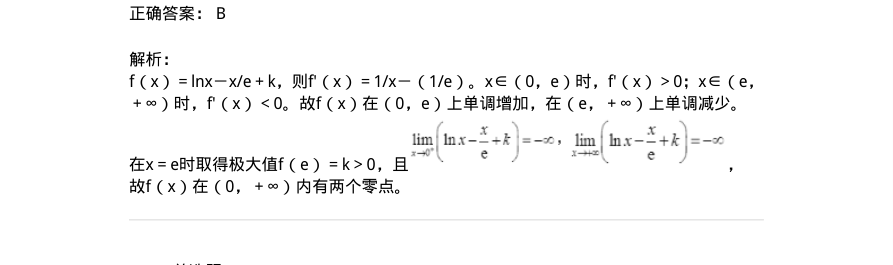 正确答案： B
解析：
f ( x ) = lnx－x/e + k，则f' ( x ) = 1/x－ ( 1/e ) 。x∈ ( 0，e ) 时，f' ( x ) > 0；x∈ ( e，
+ ∞ ) 时，f' ( x ) < 0。故f ( x ) 在 ( 0，e ) 上单调增加，在 ( e， + ∞ ) 上单调减少。
在x = e时取得极大值f ( e ) = k > 0，且 lim_{x→0⁺}(ln x − x/e + k) = −∞，lim_{x→+∞}(ln x − x/e + k) = −∞ ，
故f ( x ) 在 ( 0， + ∞ ) 内有两个零点。